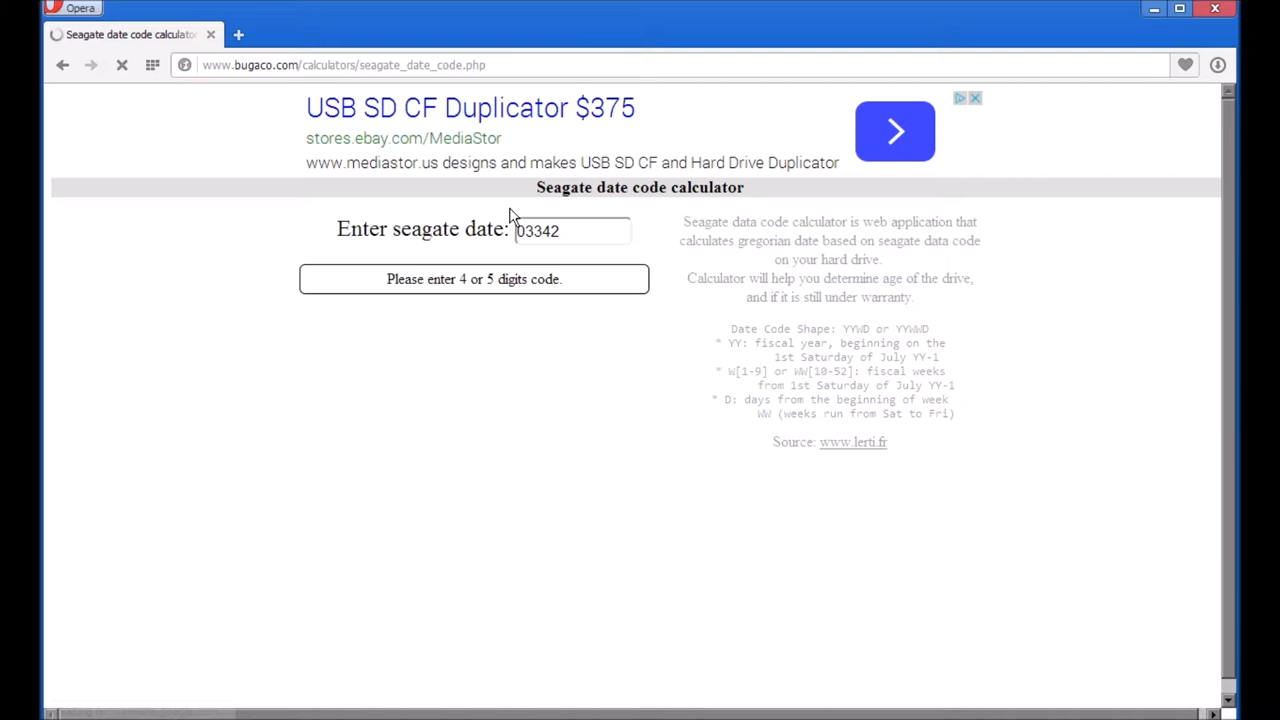 Opera
Seagate date code calculator
www.bugaco.com/calculators/seagate_date_code.php
USB SD CF Duplicator $375
stores.ebay.com/MediaStor
www.mediastor.us designs and makes USB SD CF and Hard Drive Duplicator
Seagate date code calculator
Enter seagate date: 03342
Please enter 4 or 5 digits code.
Seagate data code calculator is web application that
calculates gregorian date based on seagate data code
on your hard drive.
Calculator will help you determine age of the drive,
and if it is still under warranty.
Date Code Shape: YYWD or YYWWD
* YY: fiscal year, beginning on the
1st Saturday of July YY-1
* W[1-9] or WW[10-52]: fiscal weeks
from 1st Saturday of July YY-1
* D: days from the beginning of week
WW (weeks run from Sat to Fri)
Source: www.lerti.fr